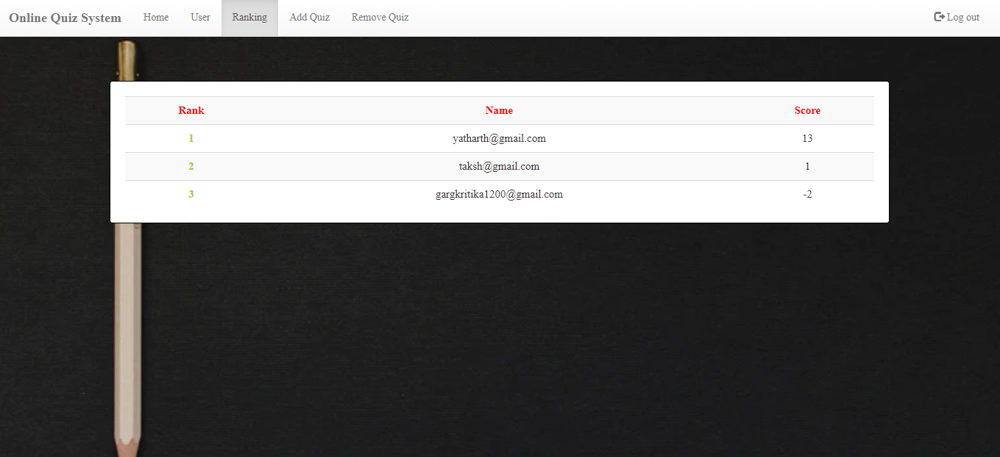 Online Quiz System Home User Ranking Add Quiz Remove Quiz Log out
Rank Name Score
1 yatharth@gmail.com 13
2 taksh@gmail.com 1
3 gargkritika1200@gmail.com -2